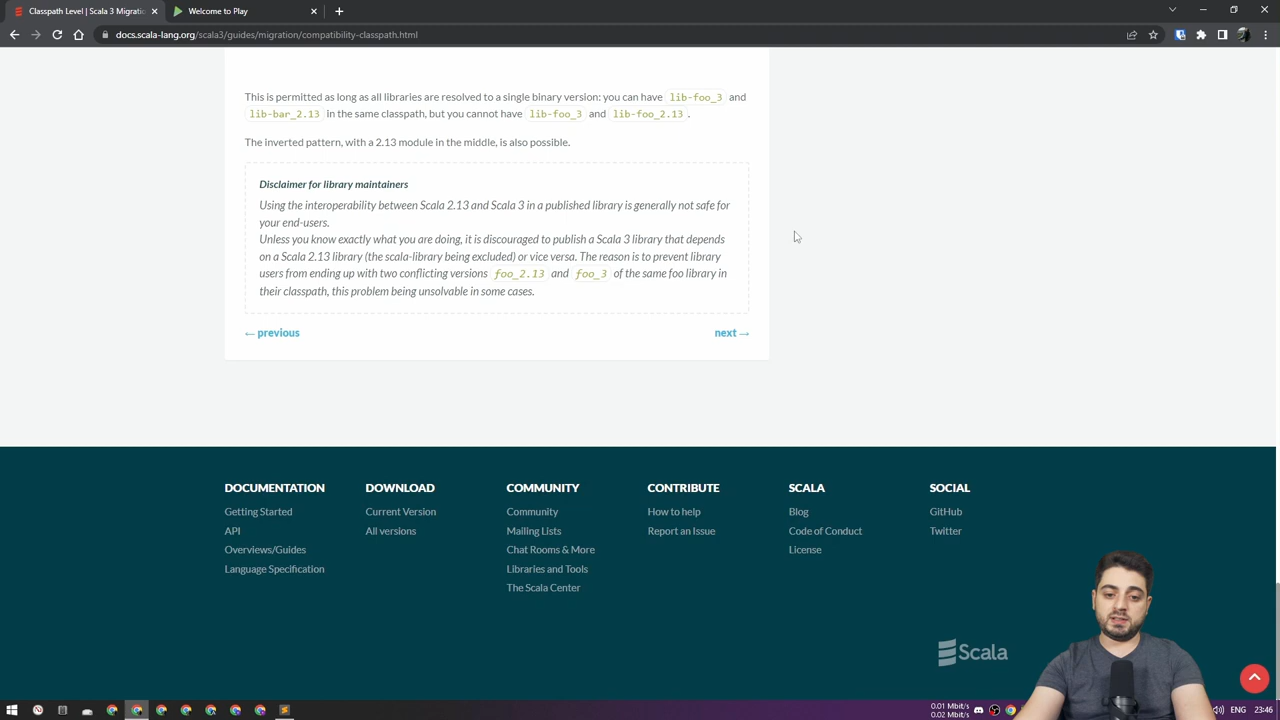 Classpath Level | Scala 3 Migrati
Welcome to Play
docs.scala-lang.org/scala3/guides/migration/compatibility-classpath.html
This is permitted as long as all libraries are resolved to a single binary version: you can have lib-foo_3 and
lib-bar_2.13 in the same classpath, but you cannot have lib-foo_3 and lib-foo_2.13 .
The inverted pattern, with a 2.13 module in the middle, is also possible.
Disclaimer for library maintainers
Using the interoperability between Scala 2.13 and Scala 3 in a published library is generally not safe for
your end-users.
Unless you know exactly what you are doing, it is discouraged to publish a Scala 3 library that depends
on a Scala 2.13 library (the scala-library being excluded) or vice versa. The reason is to prevent library
users from ending up with two conflicting versions foo_2.13 and foo_3 of the same foo library in
their classpath, this problem being unsolvable in some cases.
← previous
next →
DOCUMENTATION
Getting Started
API
Overviews/Guides
Language Specification
DOWNLOAD
Current Version
All versions
COMMUNITY
Community
Mailing Lists
Chat Rooms & More
Libraries and Tools
The Scala Center
CONTRIBUTE
How to help
Report an Issue
SCALA
Blog
Code of Conduct
License
SOCIAL
GitHub
Twitter
Scala
0.01 Mbit/s
0.02 Mbit/s
ENG
23:46